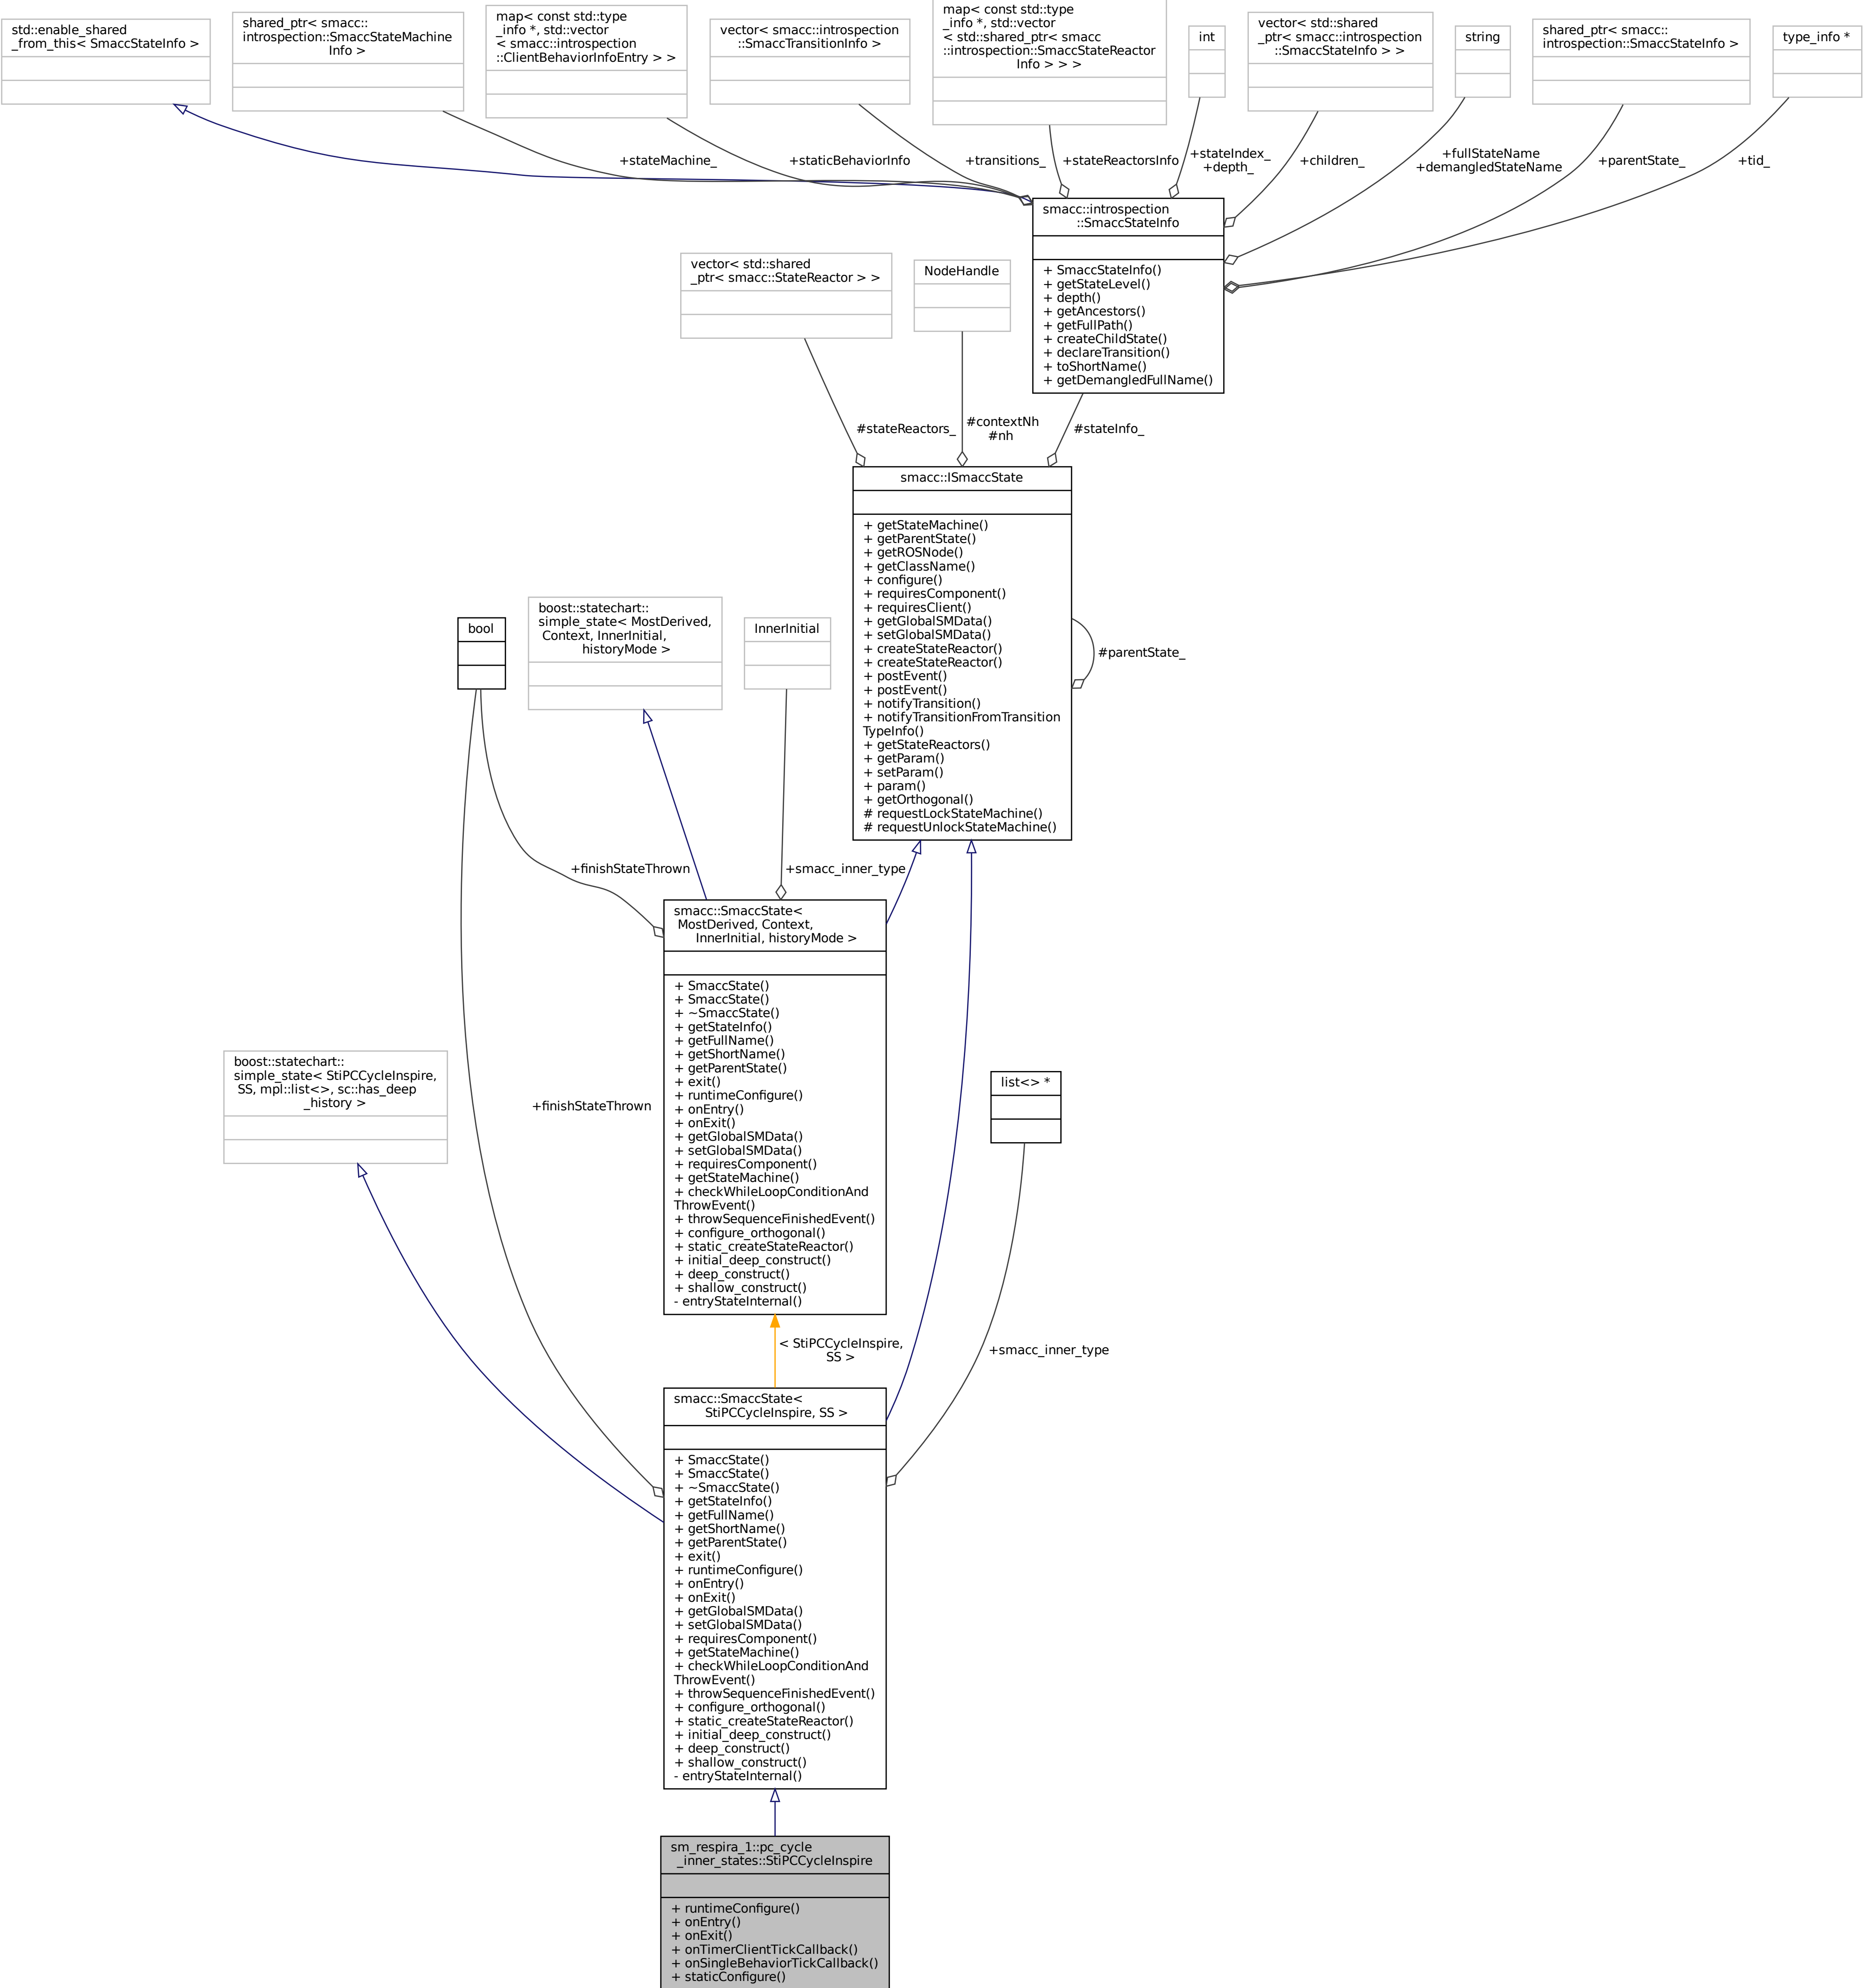 std::enable_shared
_from_this< SmaccStateInfo >
shared_ptr< smacc::
introspection::SmaccStateMachine
Info >
map< const std::type
_info *, std::vector
< smacc::introspection
::ClientBehaviorInfoEntry > >
vector< smacc::introspection
::SmaccTransitionInfo >
map< const std::type
_info *, std::vector
< std::shared_ptr< smacc
::introspection::SmaccStateReactor
Info > > >
int
vector< std::shared
_ptr< smacc::introspection
::SmaccStateInfo > >
string
shared_ptr< smacc::
introspection::SmaccStateInfo >
type_info *
+stateMachine_
+staticBehaviorInfo
+transitions_
+stateReactorsInfo
+stateIndex_
+depth_
+children_
+fullStateName
+demangledStateName
+parentState_
+tid_
smacc::introspection
::SmaccStateInfo
+ SmaccStateInfo()
+ getStateLevel()
+ depth()
+ getAncestors()
+ getFullPath()
+ createChildState()
+ declareTransition()
+ toShortName()
+ getDemangledFullName()
vector< std::shared
_ptr< smacc::StateReactor > >
NodeHandle
#stateReactors_
#contextNh
#nh
#stateInfo_
smacc::ISmaccState
+ getStateMachine()
+ getParentState()
+ getROSNode()
+ getClassName()
+ configure()
+ requiresComponent()
+ requiresClient()
+ getGlobalSMData()
+ setGlobalSMData()
+ createStateReactor()
+ createStateReactor()
+ postEvent()
+ postEvent()
+ notifyTransition()
+ notifyTransitionFromTransition
TypeInfo()
+ getStateReactors()
+ getParam()
+ setParam()
+ param()
+ getOrthogonal()
# requestLockStateMachine()
# requestUnlockStateMachine()
#parentState_
bool
boost::statechart::
simple_state< MostDerived,
Context, InnerInitial,
historyMode >
InnerInitial
+finishStateThrown
+smacc_inner_type
smacc::SmaccState<
MostDerived, Context,
InnerInitial, historyMode >
+ SmaccState()
+ SmaccState()
+ ~SmaccState()
+ getStateInfo()
+ getFullName()
+ getShortName()
+ getParentState()
+ exit()
+ runtimeConfigure()
+ onEntry()
+ onExit()
+ getGlobalSMData()
+ setGlobalSMData()
+ requiresComponent()
+ getStateMachine()
+ checkWhileLoopConditionAnd
ThrowEvent()
+ throwSequenceFinishedEvent()
+ configure_orthogonal()
+ static_createStateReactor()
+ initial_deep_construct()
+ deep_construct()
+ shallow_construct()
- entryStateInternal()
boost::statechart::
simple_state< StiPCCycleInspire,
SS, mpl::list<>, sc::has_deep
_history >
+finishStateThrown
list<> *
< StiPCCycleInspire,
SS >
+smacc_inner_type
smacc::SmaccState<
StiPCCycleInspire, SS >
+ SmaccState()
+ SmaccState()
+ ~SmaccState()
+ getStateInfo()
+ getFullName()
+ getShortName()
+ getParentState()
+ exit()
+ runtimeConfigure()
+ onEntry()
+ onExit()
+ getGlobalSMData()
+ setGlobalSMData()
+ requiresComponent()
+ getStateMachine()
+ checkWhileLoopConditionAnd
ThrowEvent()
+ throwSequenceFinishedEvent()
+ configure_orthogonal()
+ static_createStateReactor()
+ initial_deep_construct()
+ deep_construct()
+ shallow_construct()
- entryStateInternal()
sm_respira_1::pc_cycle
_inner_states::StiPCCycleInspire
+ runtimeConfigure()
+ onEntry()
+ onExit()
+ onTimerClientTickCallback()
+ onSingleBehaviorTickCallback()
+ staticConfigure()